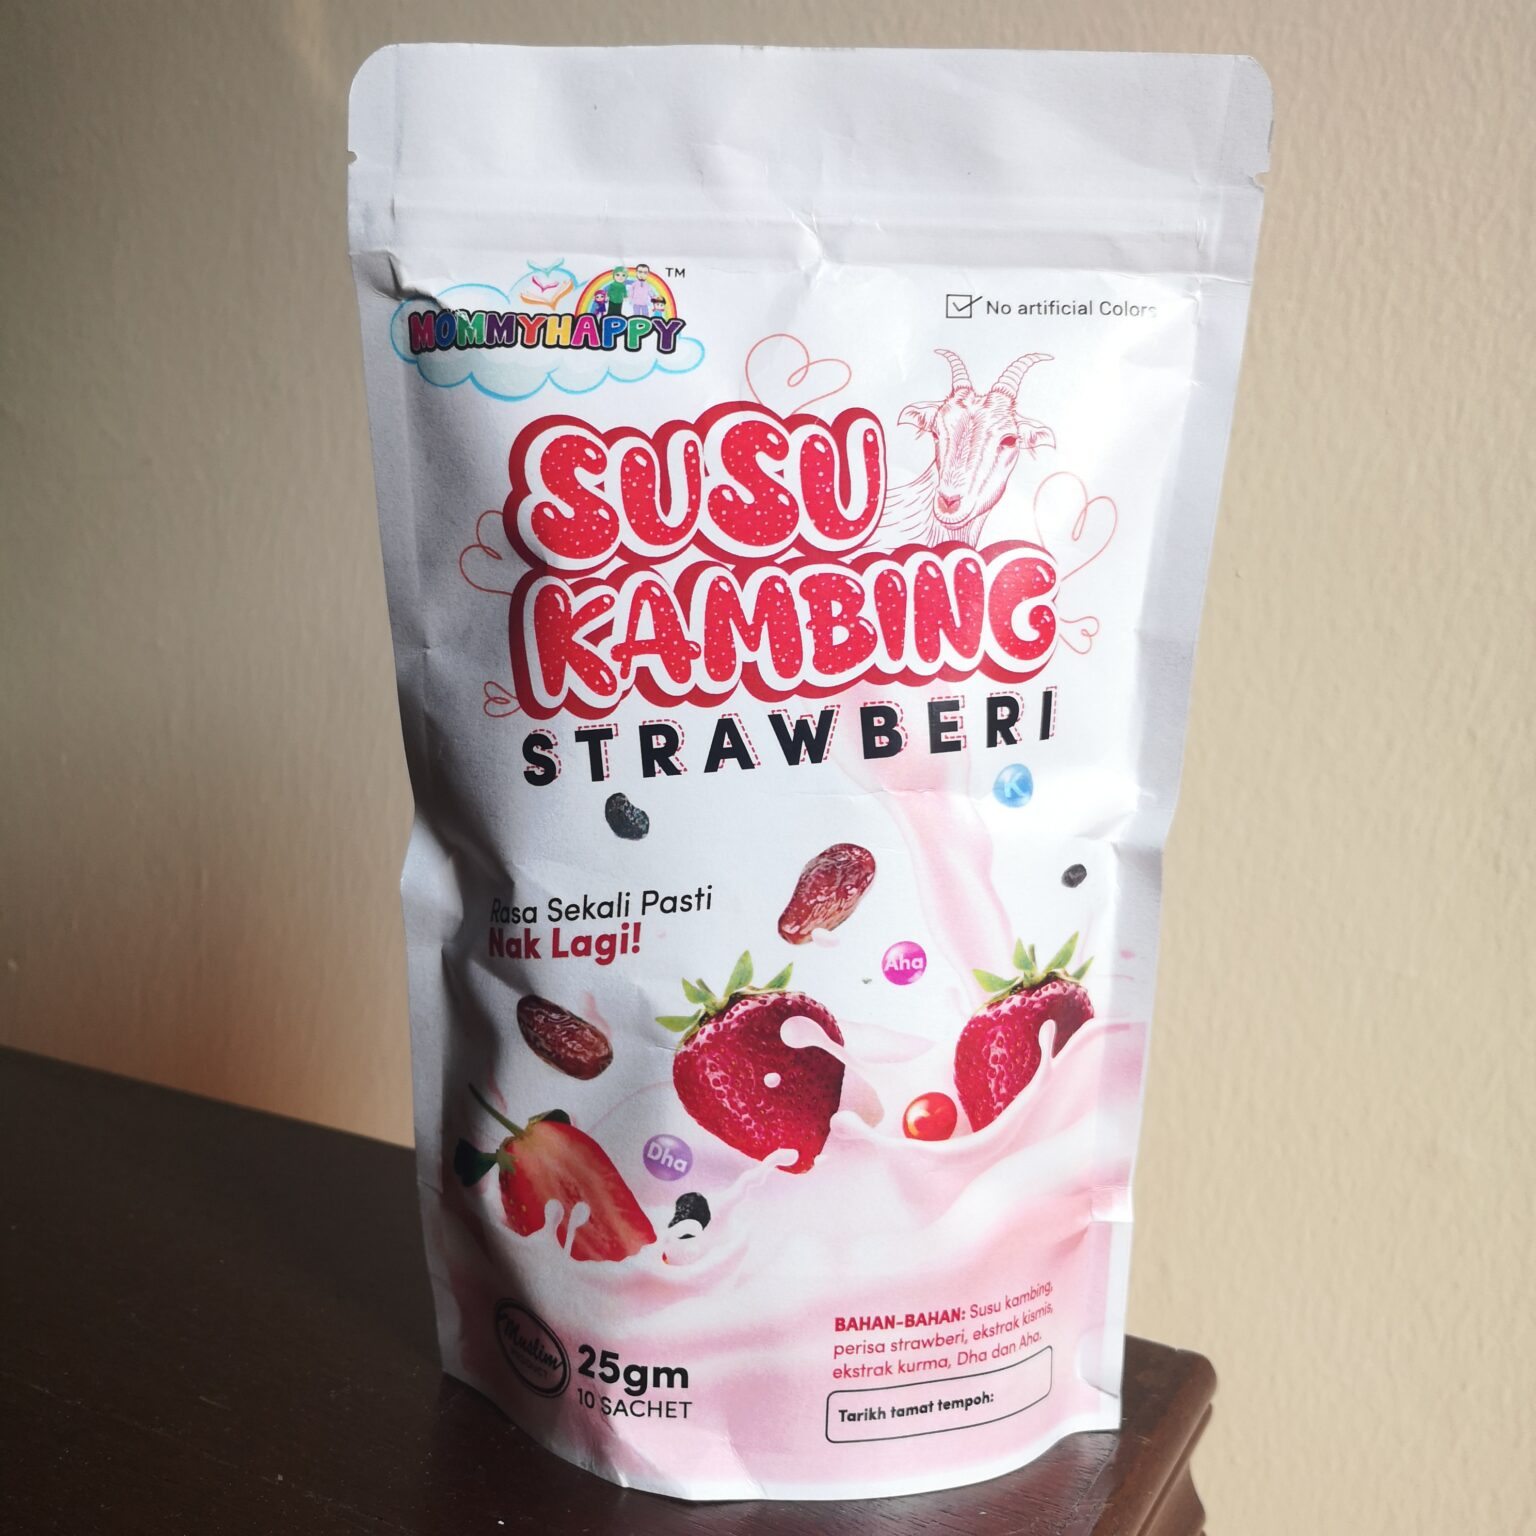 MOMMYHAPPY TM
No artificial Colors
SUSU
KAMBING
STRAWBERI
K
Rasa Sekali Pasti
Nak Lagi!
Aha
C
Dha
Muslim
PRODUCT
25gm
10 SACHET
BAHAN-BAHAN: Susu kambing,
perisa strawberi, ekstrak kismis,
ekstrak kurma, Dha dan Aha.
Tarikh tamat tempoh: